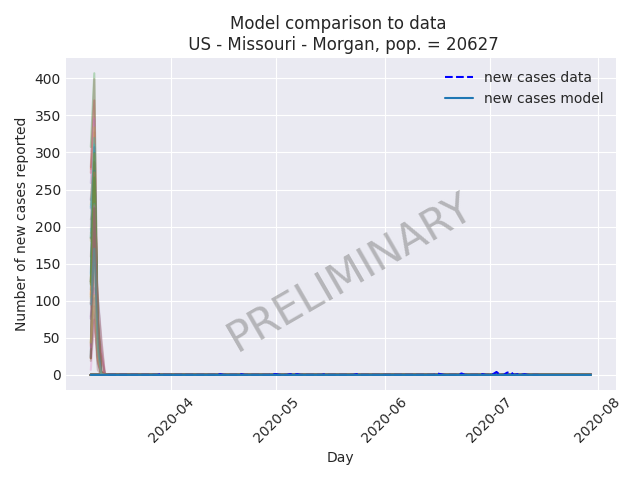 Model comparison to data
US - Missouri - Morgan, pop. = 20627
new cases data
new cases model
Number of new cases reported
400
350
300
250
200
150
100
50
0
PRELIMINARY
2020-04
2020-05
2020-06
2020-07
2020-08
Day